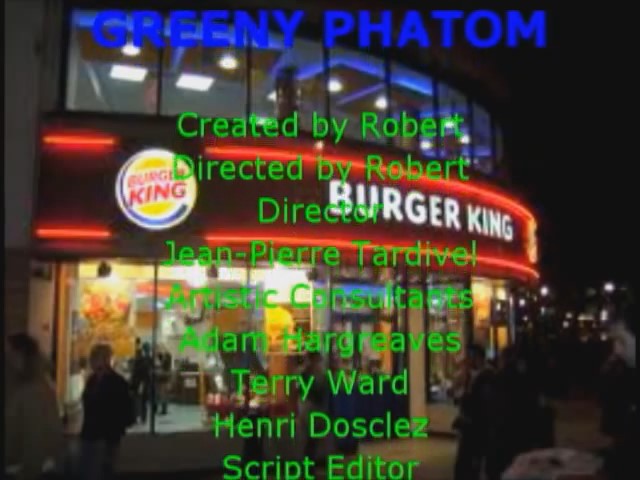 GREENY PHATOM
Created by Robert
Directed by Robert
Director
Jean-Pierre Tardivel
Artistic Consultants
Adam Hargreaves
Terry Ward
Henri Dosclez
Script Editor
BURGER KING
BURGER KING